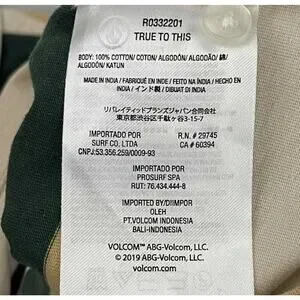 R0332201
TRUE TO THIS
BODY: 100% COTTON/ COTON/ ALGODÓN/ ALGODÃO/ 綿/
ALGODON/ KATUN
MADE IN INDIA / FABRIQUÉ EN INDE / FEITO NA ÍNDIA / HECHO EN
INDIA / インド製 / DIBUAT DI INDIA
リバレイティッドブランズジャパン合同会社
東京都渋谷区千駄ヶ谷3-15-7
IMPORTADO POR
SURF CO, LTDA
CNPJ:53.356.259/0009-93
R.N. # 29745
CA # 60394
IMPORTADO POR
PROSURF SPA
RUT: 76.434.444-8
IMPORTED BY/DIIMPOR
OLEH
PT.VOLCOM INDONESIA
BALI-INDONESIA
VOLCOM™ ABG-Volcom, LLC.
© 2019 ABG-Volcom, LLC.
volcom.com